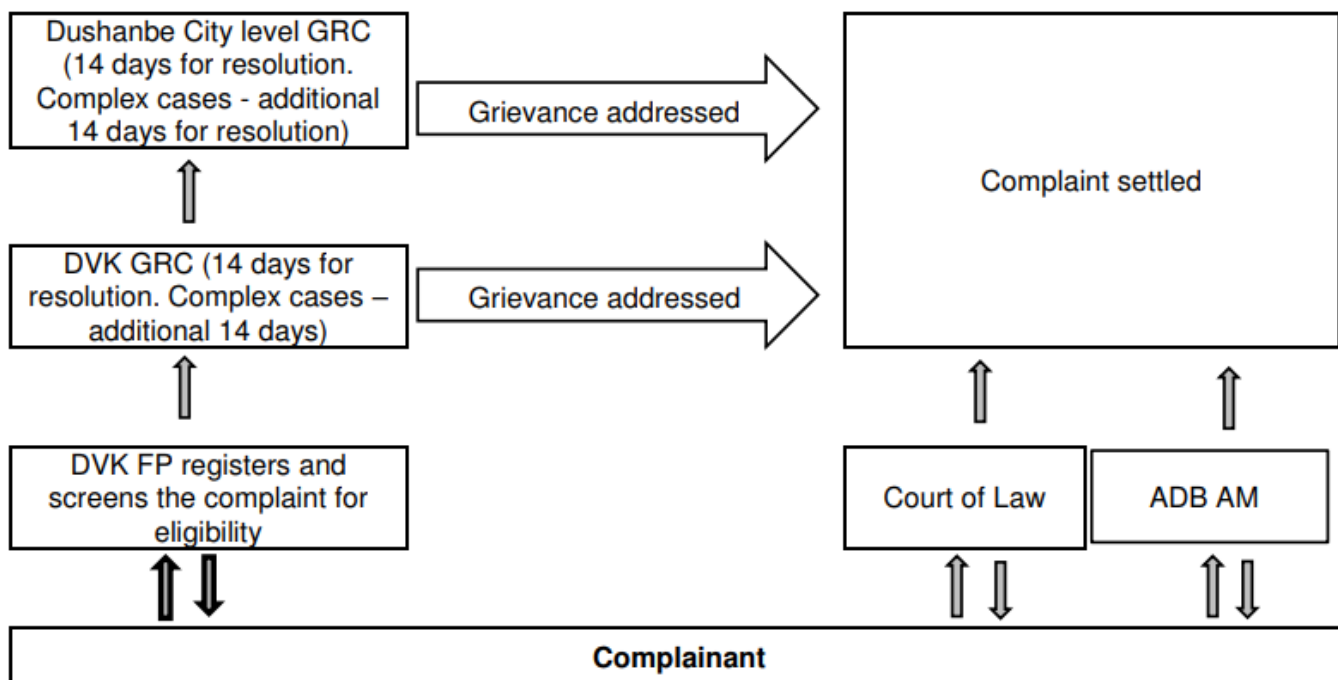 Dushanbe City level GRC
(14 days for resolution.
Complex cases - additional
14 days for resolution)
Grievance addressed
Complaint settled
DVK GRC (14 days for
resolution. Complex cases –
additional 14 days)
Grievance addressed
DVK FP registers and
screens the complaint for
eligibility
Court of Law
ADB AM
Complainant